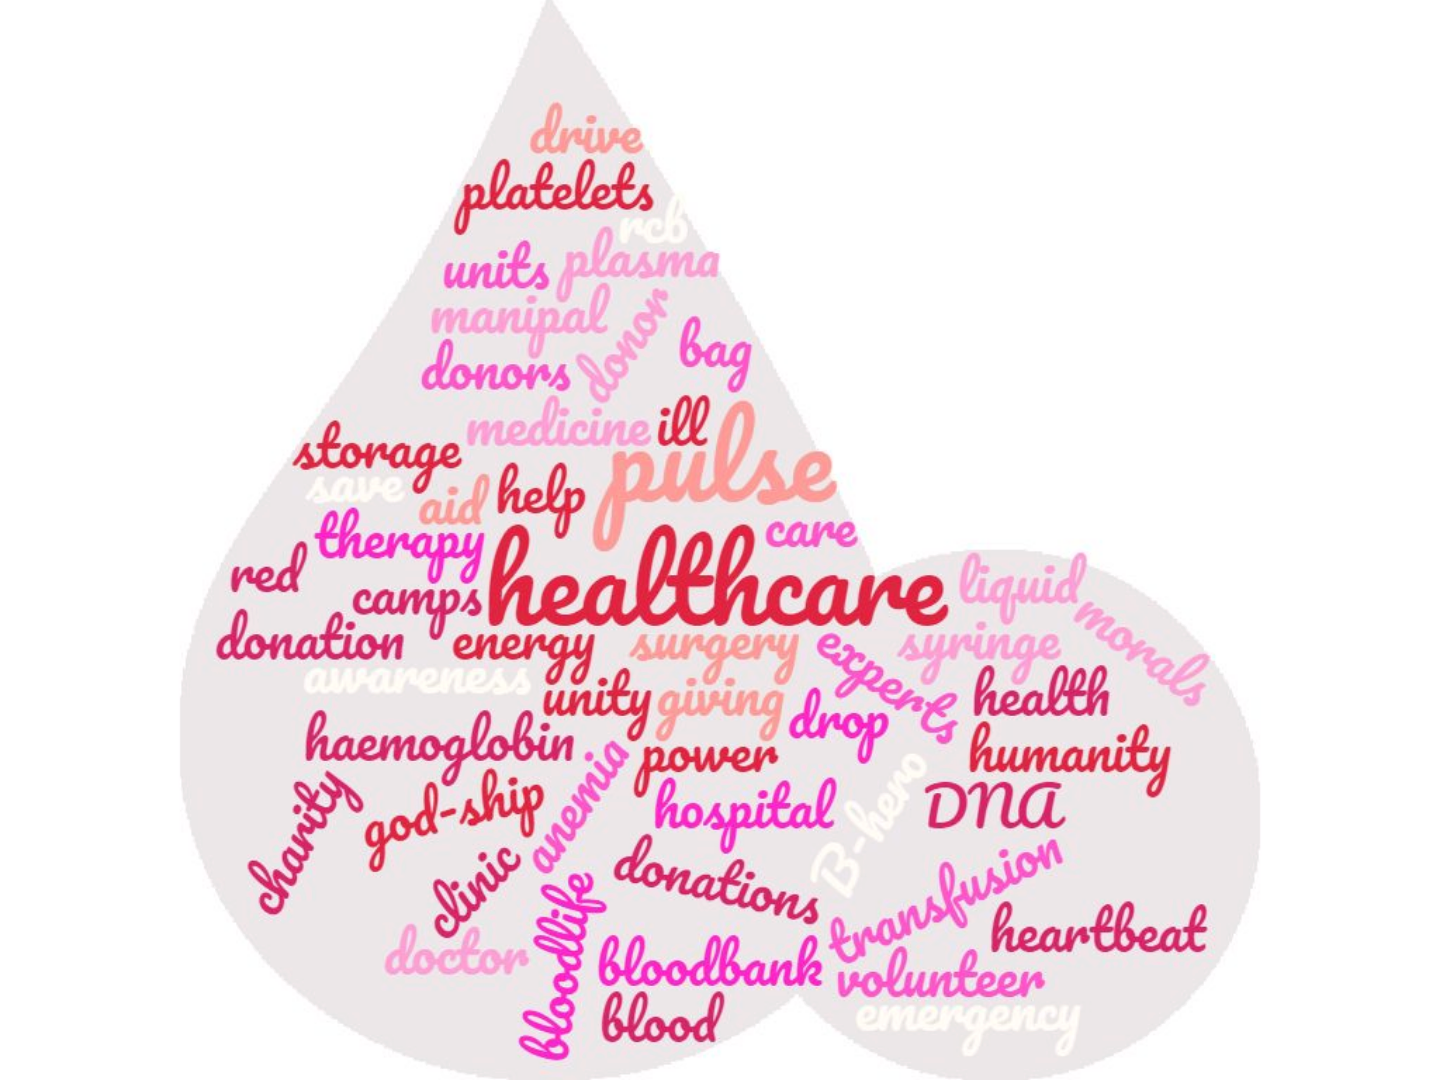 drive
platelets
rcb
units plasma
manipal
donor
bag
donors
medicine ill
storage
pulse
save
aid help
therapy
care
red
camps healthcare liquid
morals
donation energy surgery
experts
syringe
awareness
unity giving
drop
health
haemoglobin
power
humanity
charity
god-ship
anemia
hospital
B-hero
DNA
clinic
donations
transfusion
doctor
bloodlife
bloodbank
volunteer
heartbeat
blood
emergency